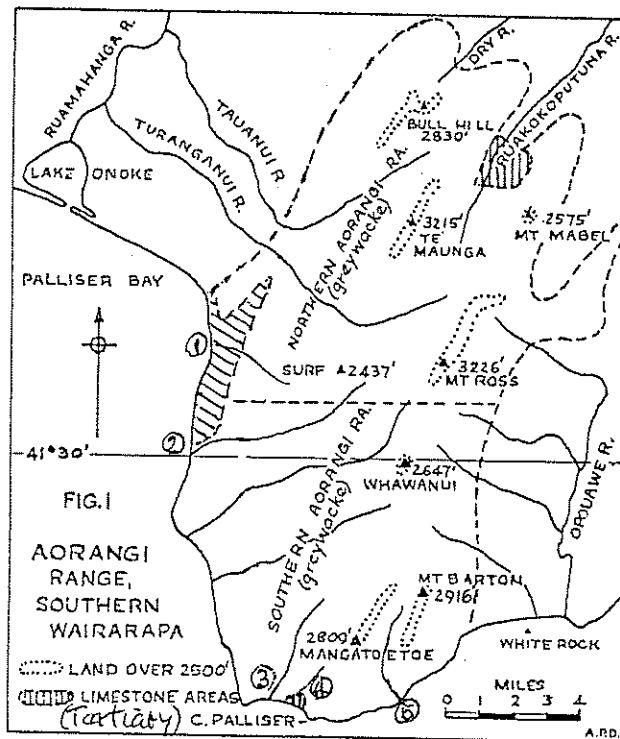 RUAMAHANGA R.
TAUANUI R.
TURANGANUI R.
LAKE ONOKE
DRY R.
BULL HILL
2830'
RUAKOKOPUTUNA R.
NORTHERN AORANGI RA.
(greywacke)
3215'
TE
MAUNGA
2575'
MT. MABEL
PALLISER BAY
1
SURF 2437'
3226'
MT ROSS
2
41°30'
2647'
WHAWANUI
SOUTHERN AORANGI RA.
(greywacke)
OPOUAWE R.
FIG.1
AORANGI
RANGE,
SOUTHERN
WAIRARAPA
MT BARTON
2916'
2800'
MANGATOETOE
WHITE ROCK
LAND OVER 2500'
LIMESTONE AREAS
(Tertiary) C. PALLISER
3
4
5
MILES
0 1 2 3 4
A.P.D.